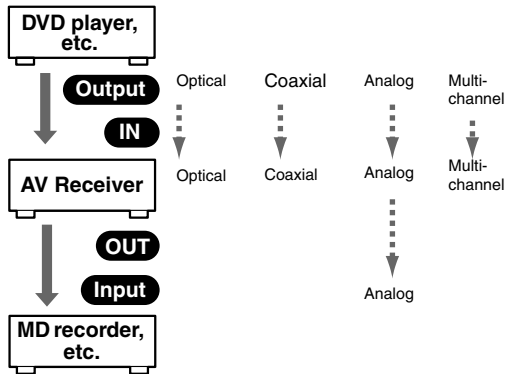 DVD player,
etc.
Output
Optical
Coaxial
Analog
Multi-
channel
IN
AV Receiver
Optical
Coaxial
Analog
Multi-
channel
OUT
Input
Analog
MD recorder,
etc.